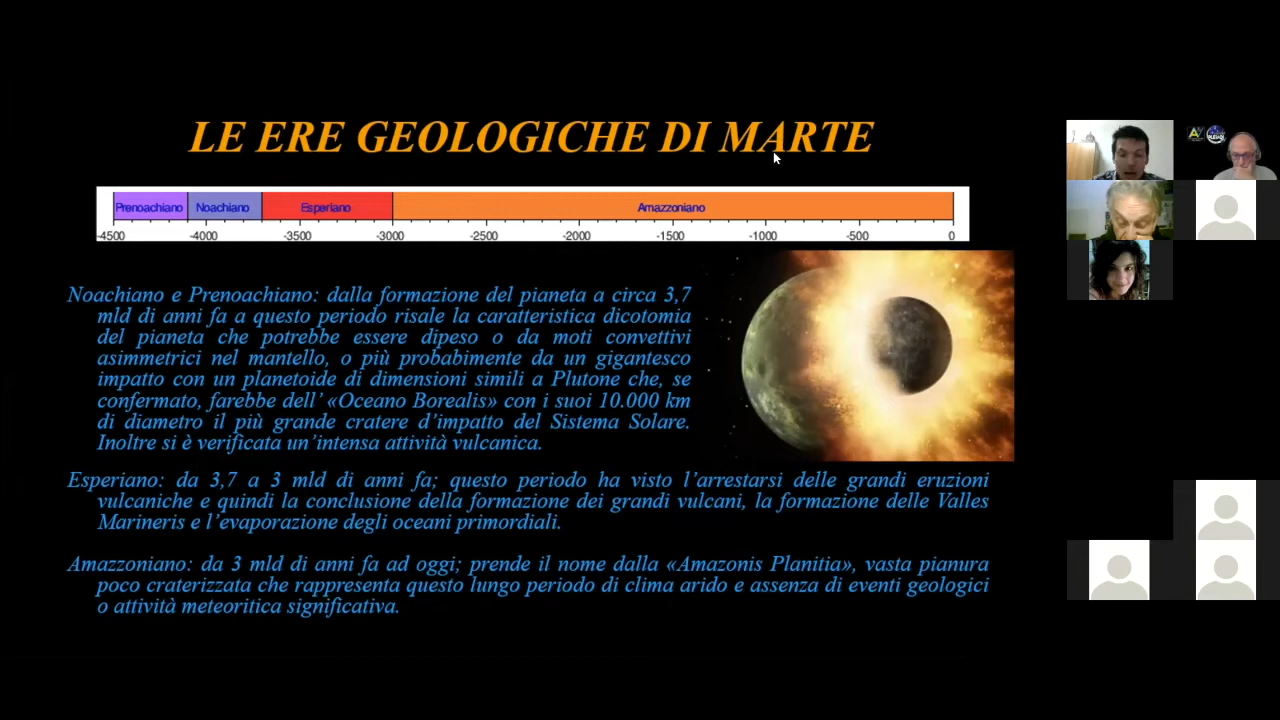 LE ERE GEOLOGICHE DI MARTE
Prenoachiano Noachiano Esperiano Amazzoniano
-4500 -4000 -3500 -3000 -2500 -2000 -1500 -1000 -500 0
Noachiano e Prenoachiano: dalla formazione del pianeta a circa 3,7
mld di anni fa a questo periodo risale la caratteristica dicotomia
del pianeta che potrebbe essere dipeso o da moti convettivi
asimmetrici nel mantello, o più probabimente da un gigantesco
impatto con un planetoide di dimensioni simili a Plutone che, se
confermato, farebbe dell' «Oceano Borealis» con i suoi 10.000 km
di diametro il più grande cratere d'impatto del Sistema Solare.
Inoltre si è verificata un'intensa attività vulcanica.
Esperiano: da 3,7 a 3 mld di anni fa; questo periodo ha visto l'arrestarsi delle grandi eruzioni
vulcaniche e quindi la conclusione della formazione dei grandi vulcani, la formazione delle Valles
Marineris e l'evaporazione degli oceani primordiali.
Amazzoniano: da 3 mld di anni fa ad oggi; prende il nome dalla «Amazonis Planitia», vasta pianura
poco craterizzata che rappresenta questo lungo periodo di clima arido e assenza di eventi geologici
o attività meteoritica significativa.